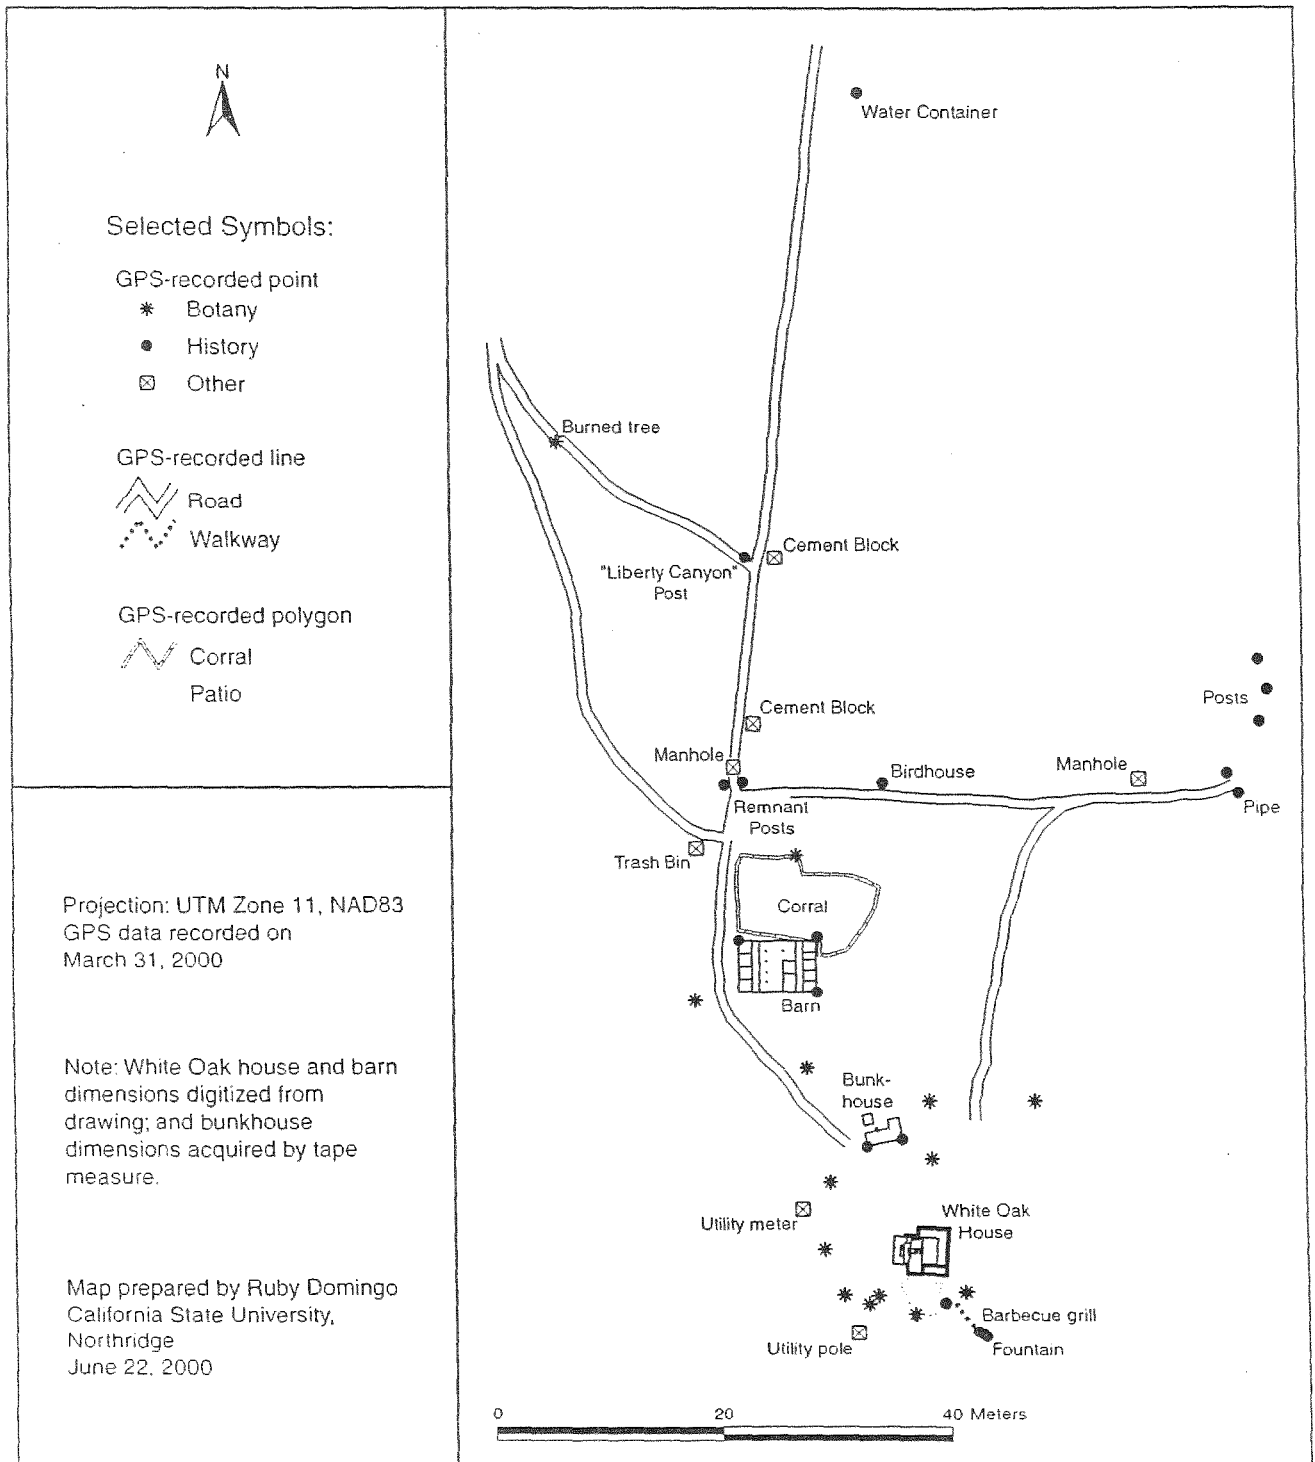 N
Selected Symbols:
GPS-recorded point
Botany
History
Other
GPS-recorded line
Road
Walkway
GPS-recorded polygon
Corral
Patio
Projection: UTM Zone 11, NAD83
GPS data recorded on
March 31, 2000
Note: White Oak house and barn
dimensions digitized from
drawing; and bunkhouse
dimensions acquired by tape
measure.
Map prepared by Ruby Domingo
California State University,
Northridge
June 22, 2000
Water Container
Burned tree
Cement Block
"Liberty Canyon"
Post
Posts
Cement Block
Manhole
Birdhouse
Manhole
Remnant
Posts
Pipe
Trash Bin
Corral
Barn
Bunk-
house
Utility meter
White Oak
House
Barbecue grill
Utility pole
Fountain
0 20 40 Meters